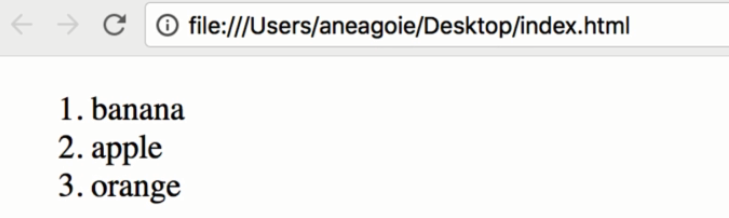 file:///Users/aneagoie/Desktop/index.html
1. banana
2. apple
3. orange